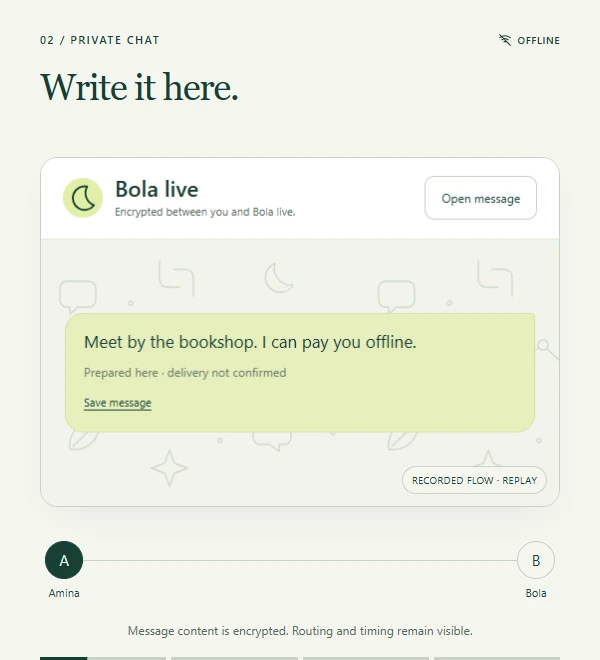 02 / PRIVATE CHAT
OFFLINE
Write it here.
Bola live
Encrypted between you and Bola live.
Open message
Meet by the bookshop. I can pay you offline.
Prepared here · delivery not confirmed
Save message
RECORDED FLOW · REPLAY
A
B
Amina
Bola
Message content is encrypted. Routing and timing remain visible.